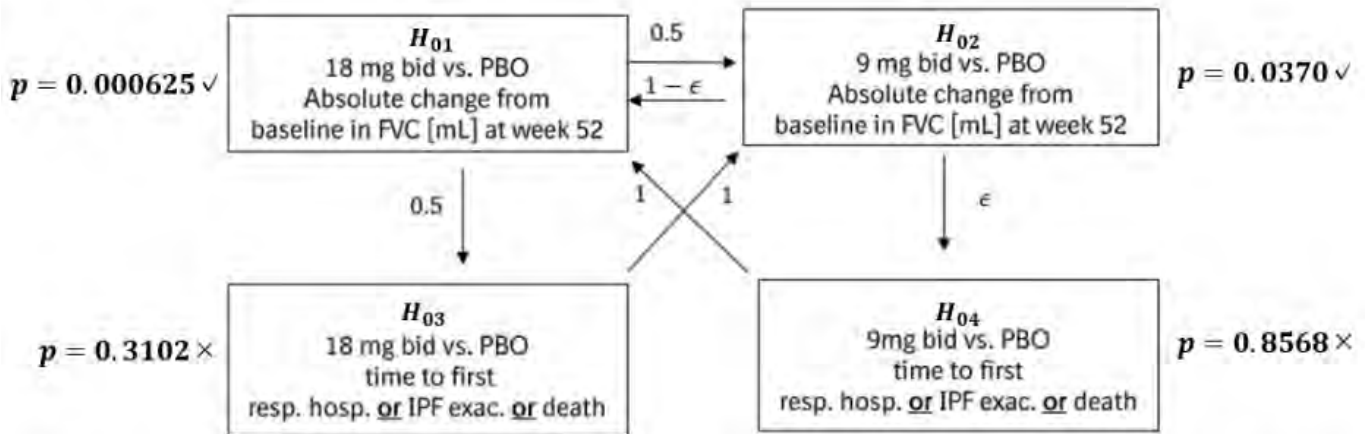 H₀₁
18 mg bid vs. PBO
Absolute change from
baseline in FVC [mL] at week 52
p = 0.000625 ✓
0.5
1 − ϵ
H₀₂
9 mg bid vs. PBO
Absolute change from
baseline in FVC [mL] at week 52
p = 0.0370 ✓
0.5
1
1
ϵ
H₀₃
18 mg bid vs. PBO
time to first
resp. hosp. or IPF exac. or death
p = 0.3102 ×
H₀₄
9mg bid vs. PBO
time to first
resp. hosp. or IPF exac. or death
p = 0.8568 ×